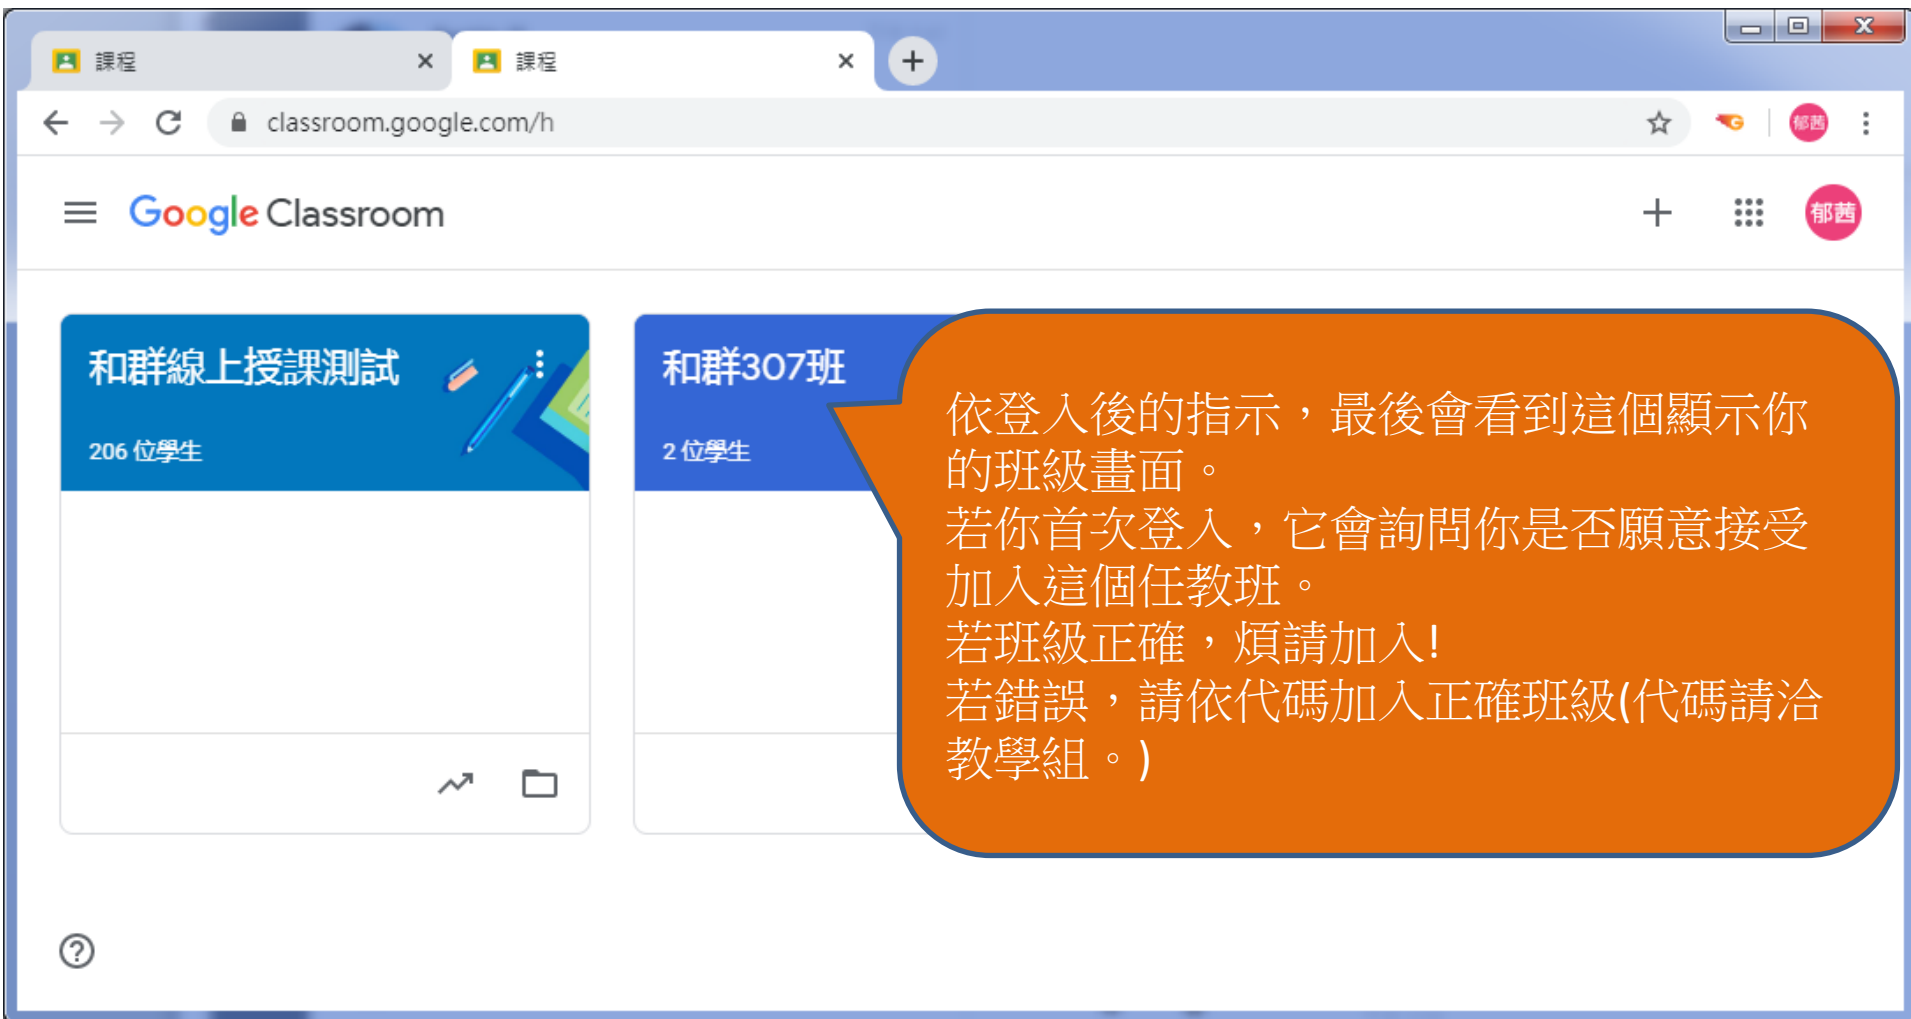 課程
課程
classroom.google.com/h
郁茜
Google Classroom
郁茜
和群線上授課測試
206 位學生
和群307班
2 位學生
依登入後的指示，最後會看到這個顯示你
的班級畫面。
若你首次登入，它會詢問你是否願意接受
加入這個任教班。
若班級正確，煩請加入!
若錯誤，請依代碼加入正確班級(代碼請洽
教學組。)